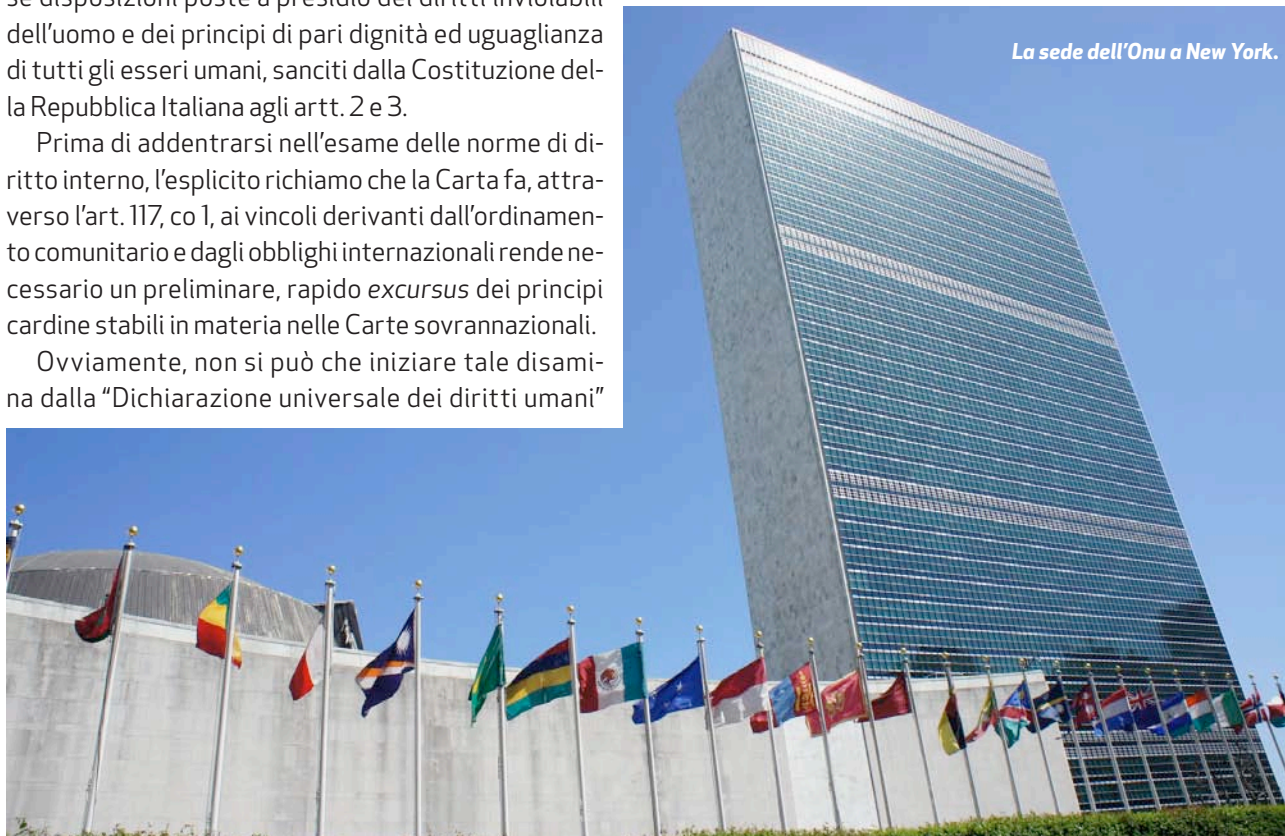 se disposizioni poste a presidio dei diritti inviolabili
dell'uomo e dei principi di pari dignità ed uguaglianza
di tutti gli esseri umani, sanciti dalla Costituzione del-
la Repubblica Italiana agli artt. 2 e 3.
Prima di addentrarsi nell'esame delle norme di di-
ritto interno, l'esplicito richiamo che la Carta fa, attra-
verso l'art. 117, co 1, ai vincoli derivanti dall'ordinamen-
to comunitario e dagli obblighi internazionali rende ne-
cessario un preliminare, rapido excursus dei principi
cardine stabili in materia nelle Carte sovrannazionali.
Ovviamente, non si può che iniziare tale disami-
na dalla “Dichiarazione universale dei diritti umani”
La sede dell'Onu a New York.